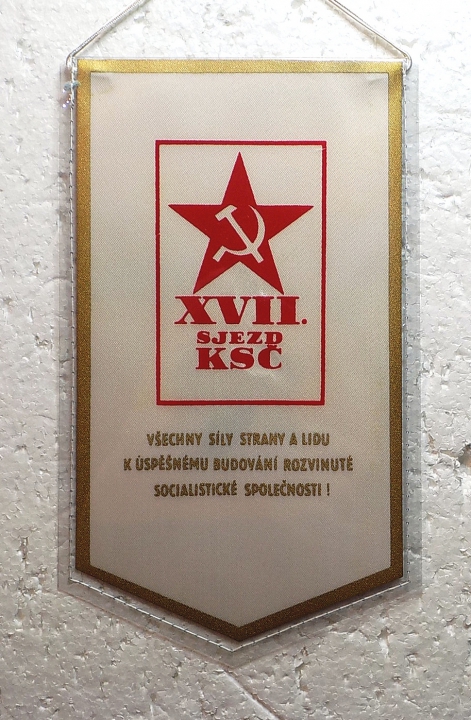 XVII.
SJEZD
KSČ
VŠECHNY SÍLY STRANY A LIDU
K ÚSPĚŠNÉMU BUDOVÁNÍ ROZVINUTÉ
SOCIALISTICKÉ SPOLEČNOSTI !